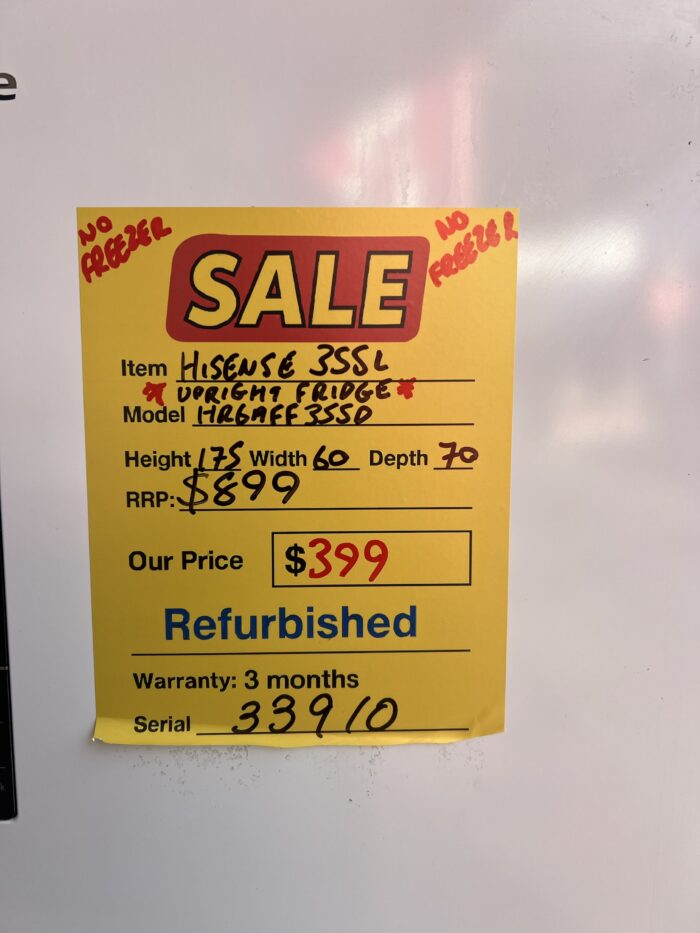 e
NO
FREEZER
NO
FREEZER
SALE
Item HISENSE 355L
* UPRIGHT FRIDGE *
Model HR6AFF355D
Height 175 Width 60 Depth 70
RRP: $899
Our Price $399
Refurbished
Warranty: 3 months
Serial 33910